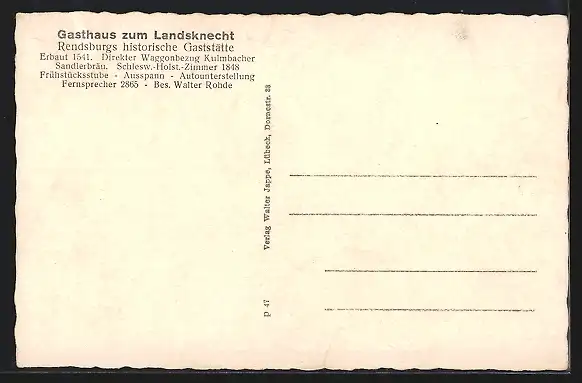 Gasthaus zum Landsknecht
Rendsburgs historische Gaststätte
Erbaut 1541. Direkter Waggonbezug Kulmbacher
Sandlerbräu. Schlesw.-Holst.-Zimmer 1848
Frühstücksstube - Ausspann - Autounterstellung
Fernsprecher 2865 - Bes. Walter Rohde
Verlag Walter Jappe, Lübeck, Dornestr. 38
P 47